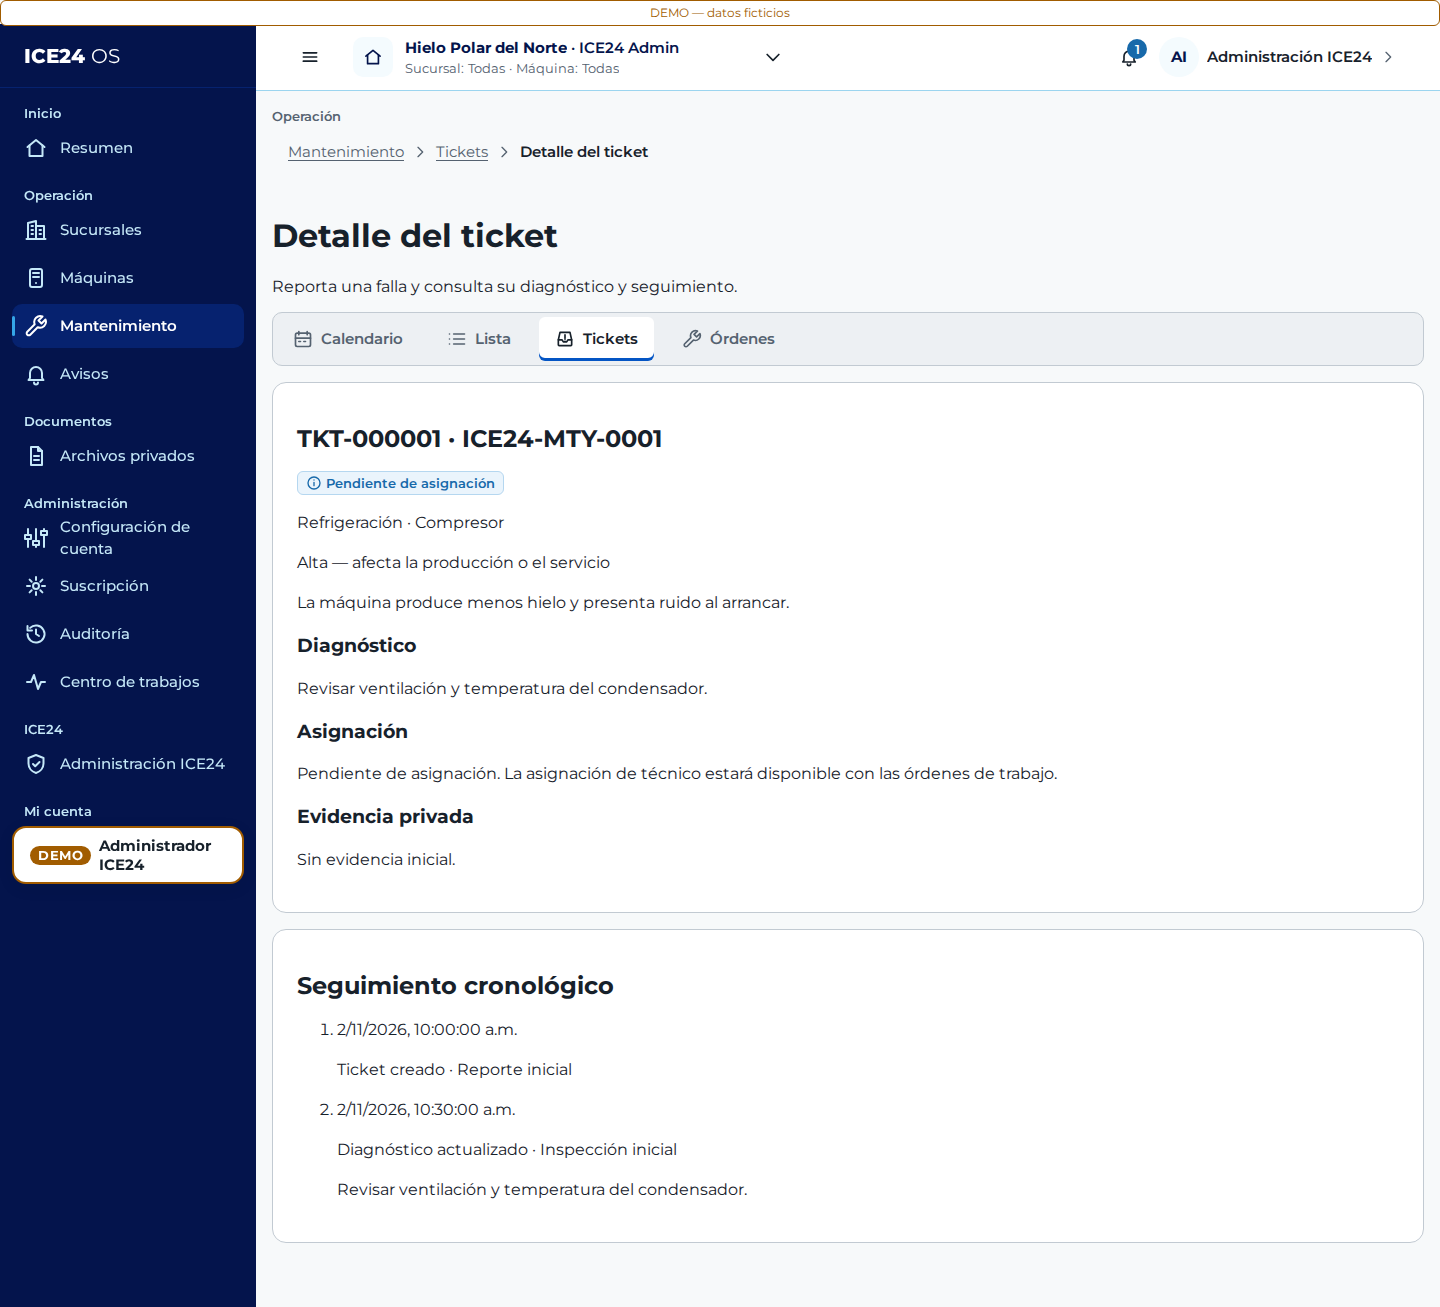 DEMO — datos ficticios
ICE24 OS
Inicio
Resumen
Operación
Sucursales
Máquinas
Mantenimiento
Avisos
Documentos
Archivos privados
Administración
Configuración de
cuenta
Suscripción
Auditoría
Centro de trabajos
ICE24
Administración ICE24
Mi cuenta
DEMO Administrador
ICE24
Hielo Polar del Norte · ICE24 Admin
Sucursal: Todas · Máquina: Todas
1
AI Administración ICE24
Operación
Mantenimiento > Tickets > Detalle del ticket
Detalle del ticket
Reporta una falla y consulta su diagnóstico y seguimiento.
Calendario Lista Tickets Órdenes
TKT-000001 · ICE24-MTY-0001
Pendiente de asignación
Refrigeración · Compresor
Alta — afecta la producción o el servicio
La máquina produce menos hielo y presenta ruido al arrancar.
Diagnóstico
Revisar ventilación y temperatura del condensador.
Asignación
Pendiente de asignación. La asignación de técnico estará disponible con las órdenes de trabajo.
Evidencia privada
Sin evidencia inicial.
Seguimiento cronológico
1. 2/11/2026, 10:00:00 a.m.
Ticket creado · Reporte inicial
2. 2/11/2026, 10:30:00 a.m.
Diagnóstico actualizado · Inspección inicial
Revisar ventilación y temperatura del condensador.